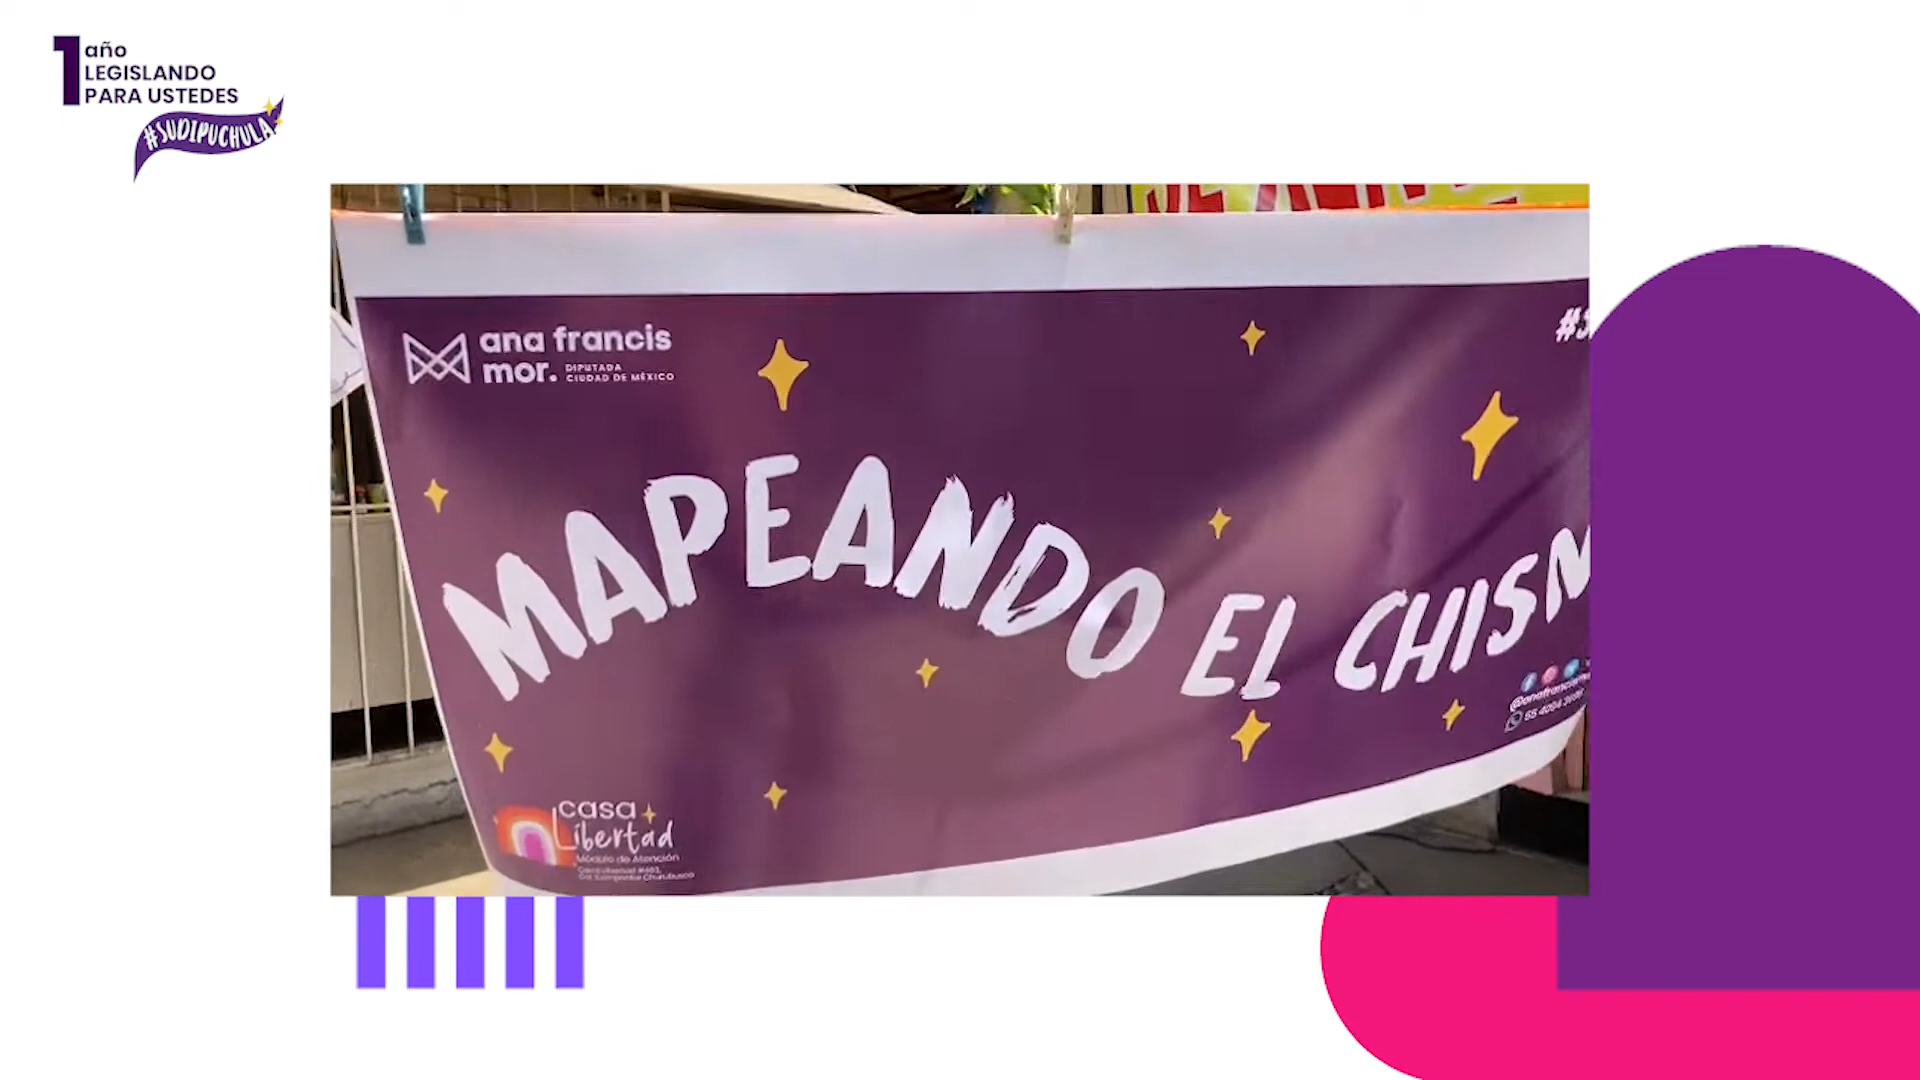 1 año
LEGISLANDO
PARA USTEDES
#SUDIPUCHULA
ana francis
mor. DIPUTADA
CIUDAD DE MÉXICO
MAPEANDO EL CHISM
casa
Libertad
Módulo de Atención